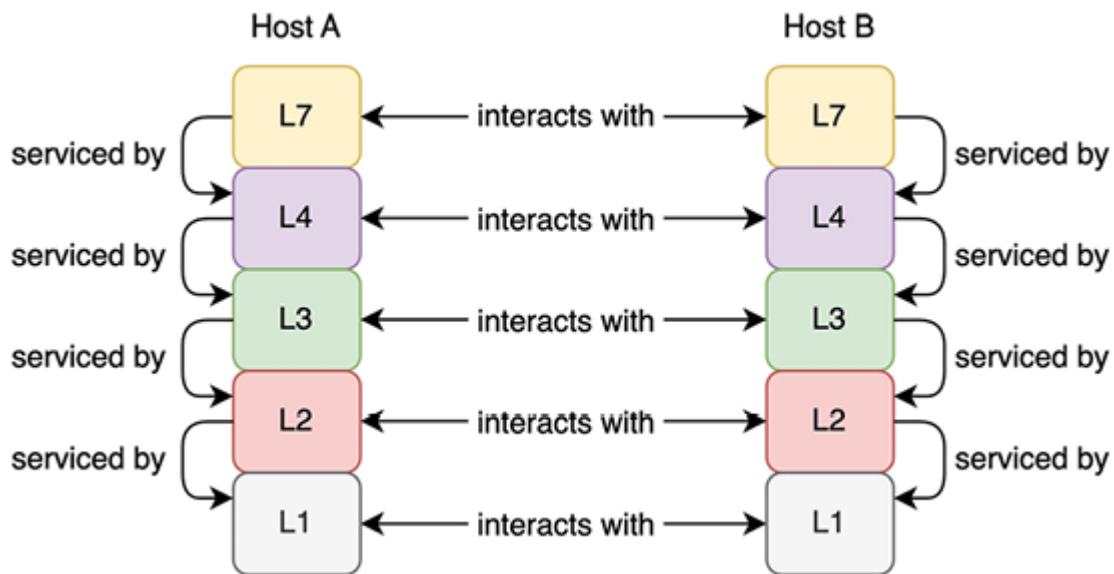 Host A
Host B
L7
interacts with
L7
serviced by
serviced by
L4
interacts with
L4
serviced by
serviced by
L3
interacts with
L3
serviced by
serviced by
L2
interacts with
L2
serviced by
serviced by
L1
interacts with
L1